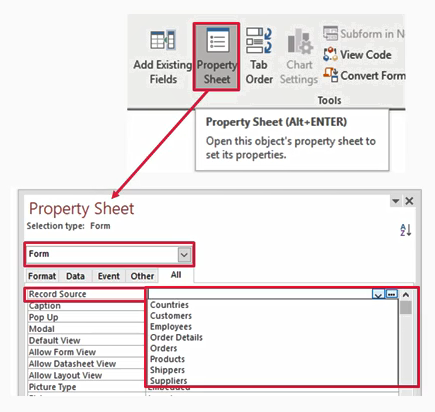 Subform in N
Add Existing Fields
Property Sheet
Tab Order
Chart Settings
View Code
Convert Form
Tools
Property Sheet (Alt+ENTER)
Open this object's property sheet to
set its properties.
Property Sheet
Selection type: Form
Form
Format Data Event Other All
Record Source
Caption
Pop Up
Modal
Default View
Allow Form View
Allow Datasheet View
Allow Layout View
Picture Type
Countries
Customers
Employees
Order Details
Orders
Products
Shippers
Suppliers
Embedded